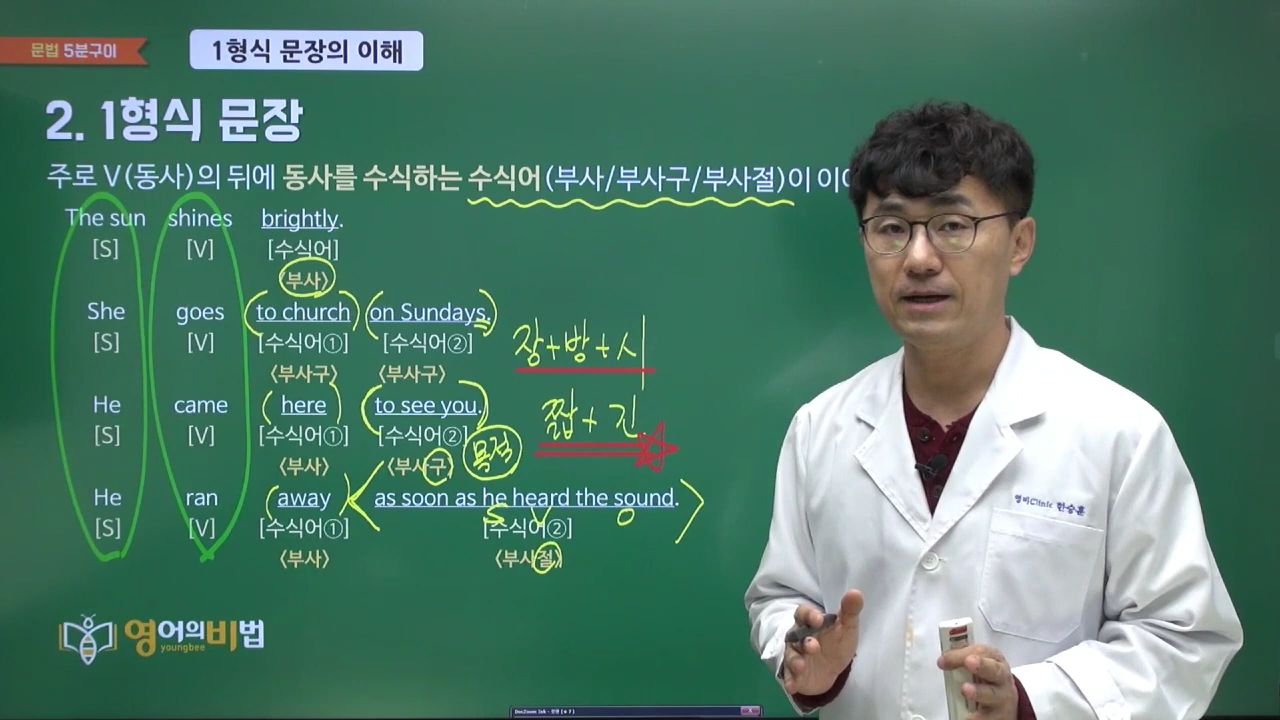 문법 5분구이
1형식 문장의 이해
2. 1형식 문장
주로 V(동사)의 뒤에 동사를 수식하는 수식어(부사/부사구/부사절)이 이어
The sun shines brightly.
[S] [V] [수식어]
〈부사〉
She goes to church on Sundays.
[S] [V] [수식어①] [수식어②]
〈부사구〉 〈부사구〉
장+방+시
He came here to see you.
[S] [V] [수식어①] [수식어②]
〈부사〉 〈부사구〉
짧+긴
목적
He ran away as soon as he heard the sound.
S V O
[S] [V] [수식어①] [수식어②]
〈부사〉 〈부사절〉
영어의비법
youngbee
영비Clinic 한승훈